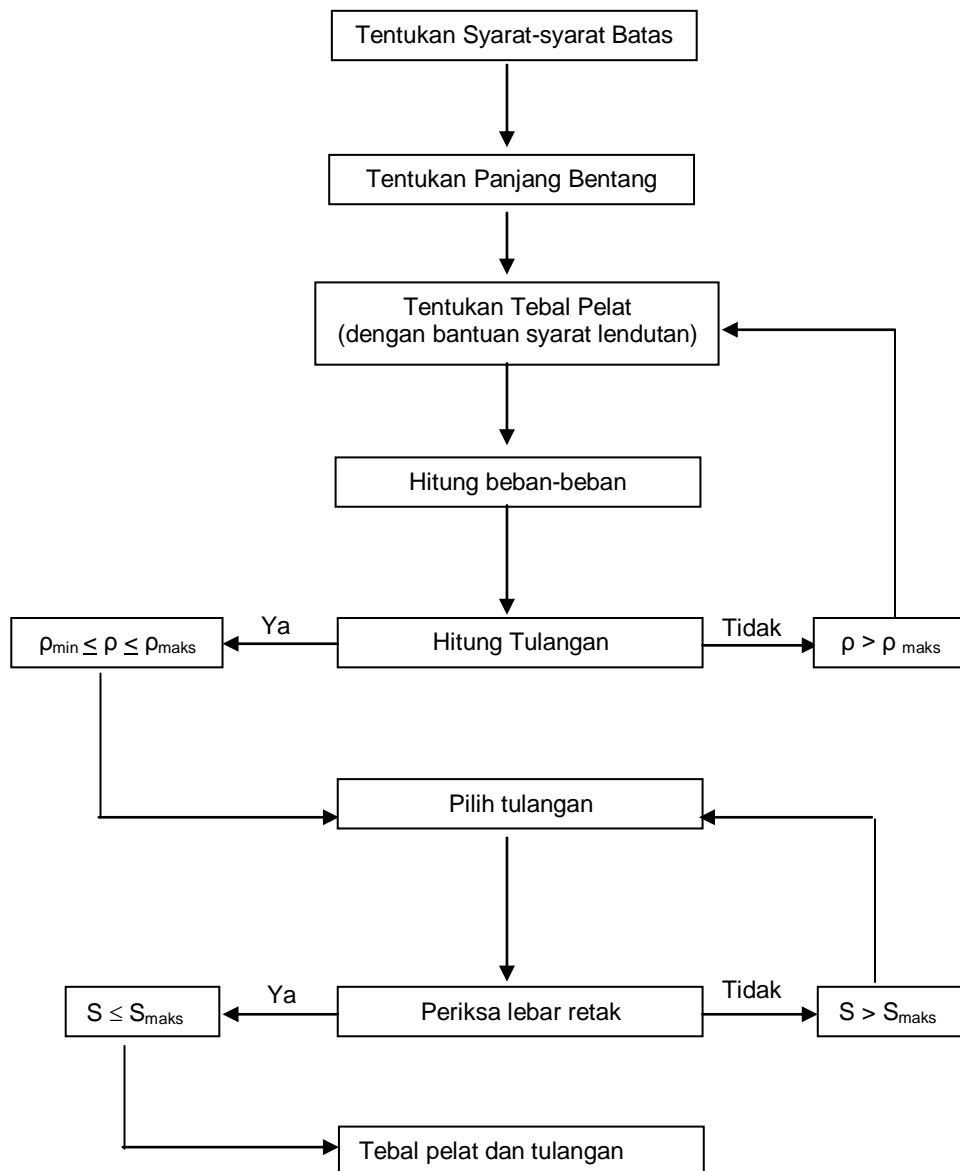 Tentukan Syarat-syarat Batas
Tentukan Panjang Bentang
Tentukan Tebal Pelat
(dengan bantuan syarat lendutan)
Hitung beban-beban
ρmin ≤ ρ ≤ ρmaks
Ya
Hitung Tulangan
Tidak
ρ > ρ maks
Pilih tulangan
S ≤ Smaks
Ya
Periksa lebar retak
Tidak
S > Smaks
Tebal pelat dan tulangan